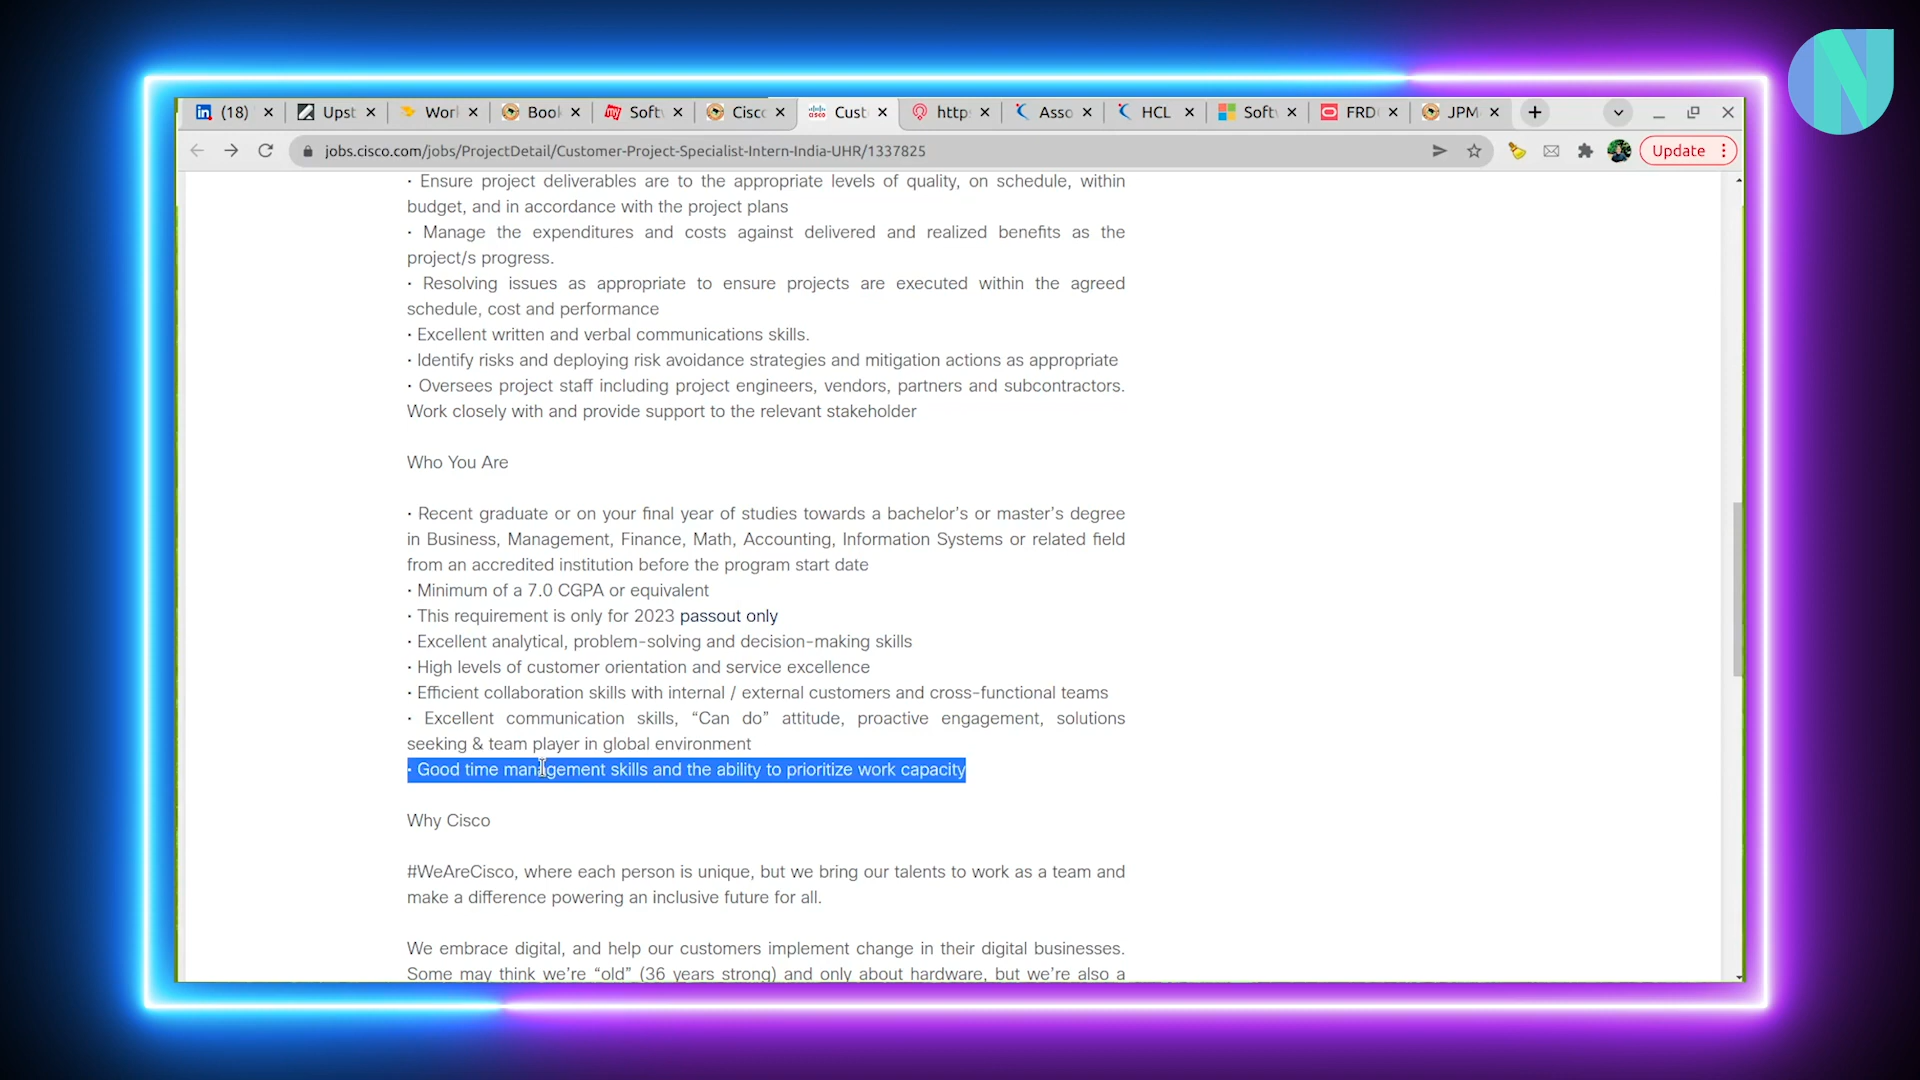 (18)
Upst
Worl
Book
Softw
Cisco
Cust
http
Asso
HCL
Softw
FRD
JPM
jobs.cisco.com/jobs/ProjectDetail/Customer-Project-Specialist-Intern-India-UHR/1337825
Update
· Ensure project deliverables are to the appropriate levels of quality, on schedule, within
budget, and in accordance with the project plans
· Manage the expenditures and costs against delivered and realized benefits as the
project/s progress.
· Resolving issues as appropriate to ensure projects are executed within the agreed
schedule, cost and performance
· Excellent written and verbal communications skills.
· Identify risks and deploying risk avoidance strategies and mitigation actions as appropriate
· Oversees project staff including project engineers, vendors, partners and subcontractors.
Work closely with and provide support to the relevant stakeholder
Who You Are
· Recent graduate or on your final year of studies towards a bachelor's or master's degree
in Business, Management, Finance, Math, Accounting, Information Systems or related field
from an accredited institution before the program start date
· Minimum of a 7.0 CGPA or equivalent
· This requirement is only for 2023 passout only
· Excellent analytical, problem-solving and decision-making skills
· High levels of customer orientation and service excellence
· Efficient collaboration skills with internal / external customers and cross-functional teams
· Excellent communication skills, “Can do” attitude, proactive engagement, solutions
seeking & team player in global environment
· Good time management skills and the ability to prioritize work capacity
Why Cisco
#WeAreCisco, where each person is unique, but we bring our talents to work as a team and
make a difference powering an inclusive future for all.
We embrace digital, and help our customers implement change in their digital businesses.
Some may think we're “old” (36 years strong) and only about hardware, but we're also a